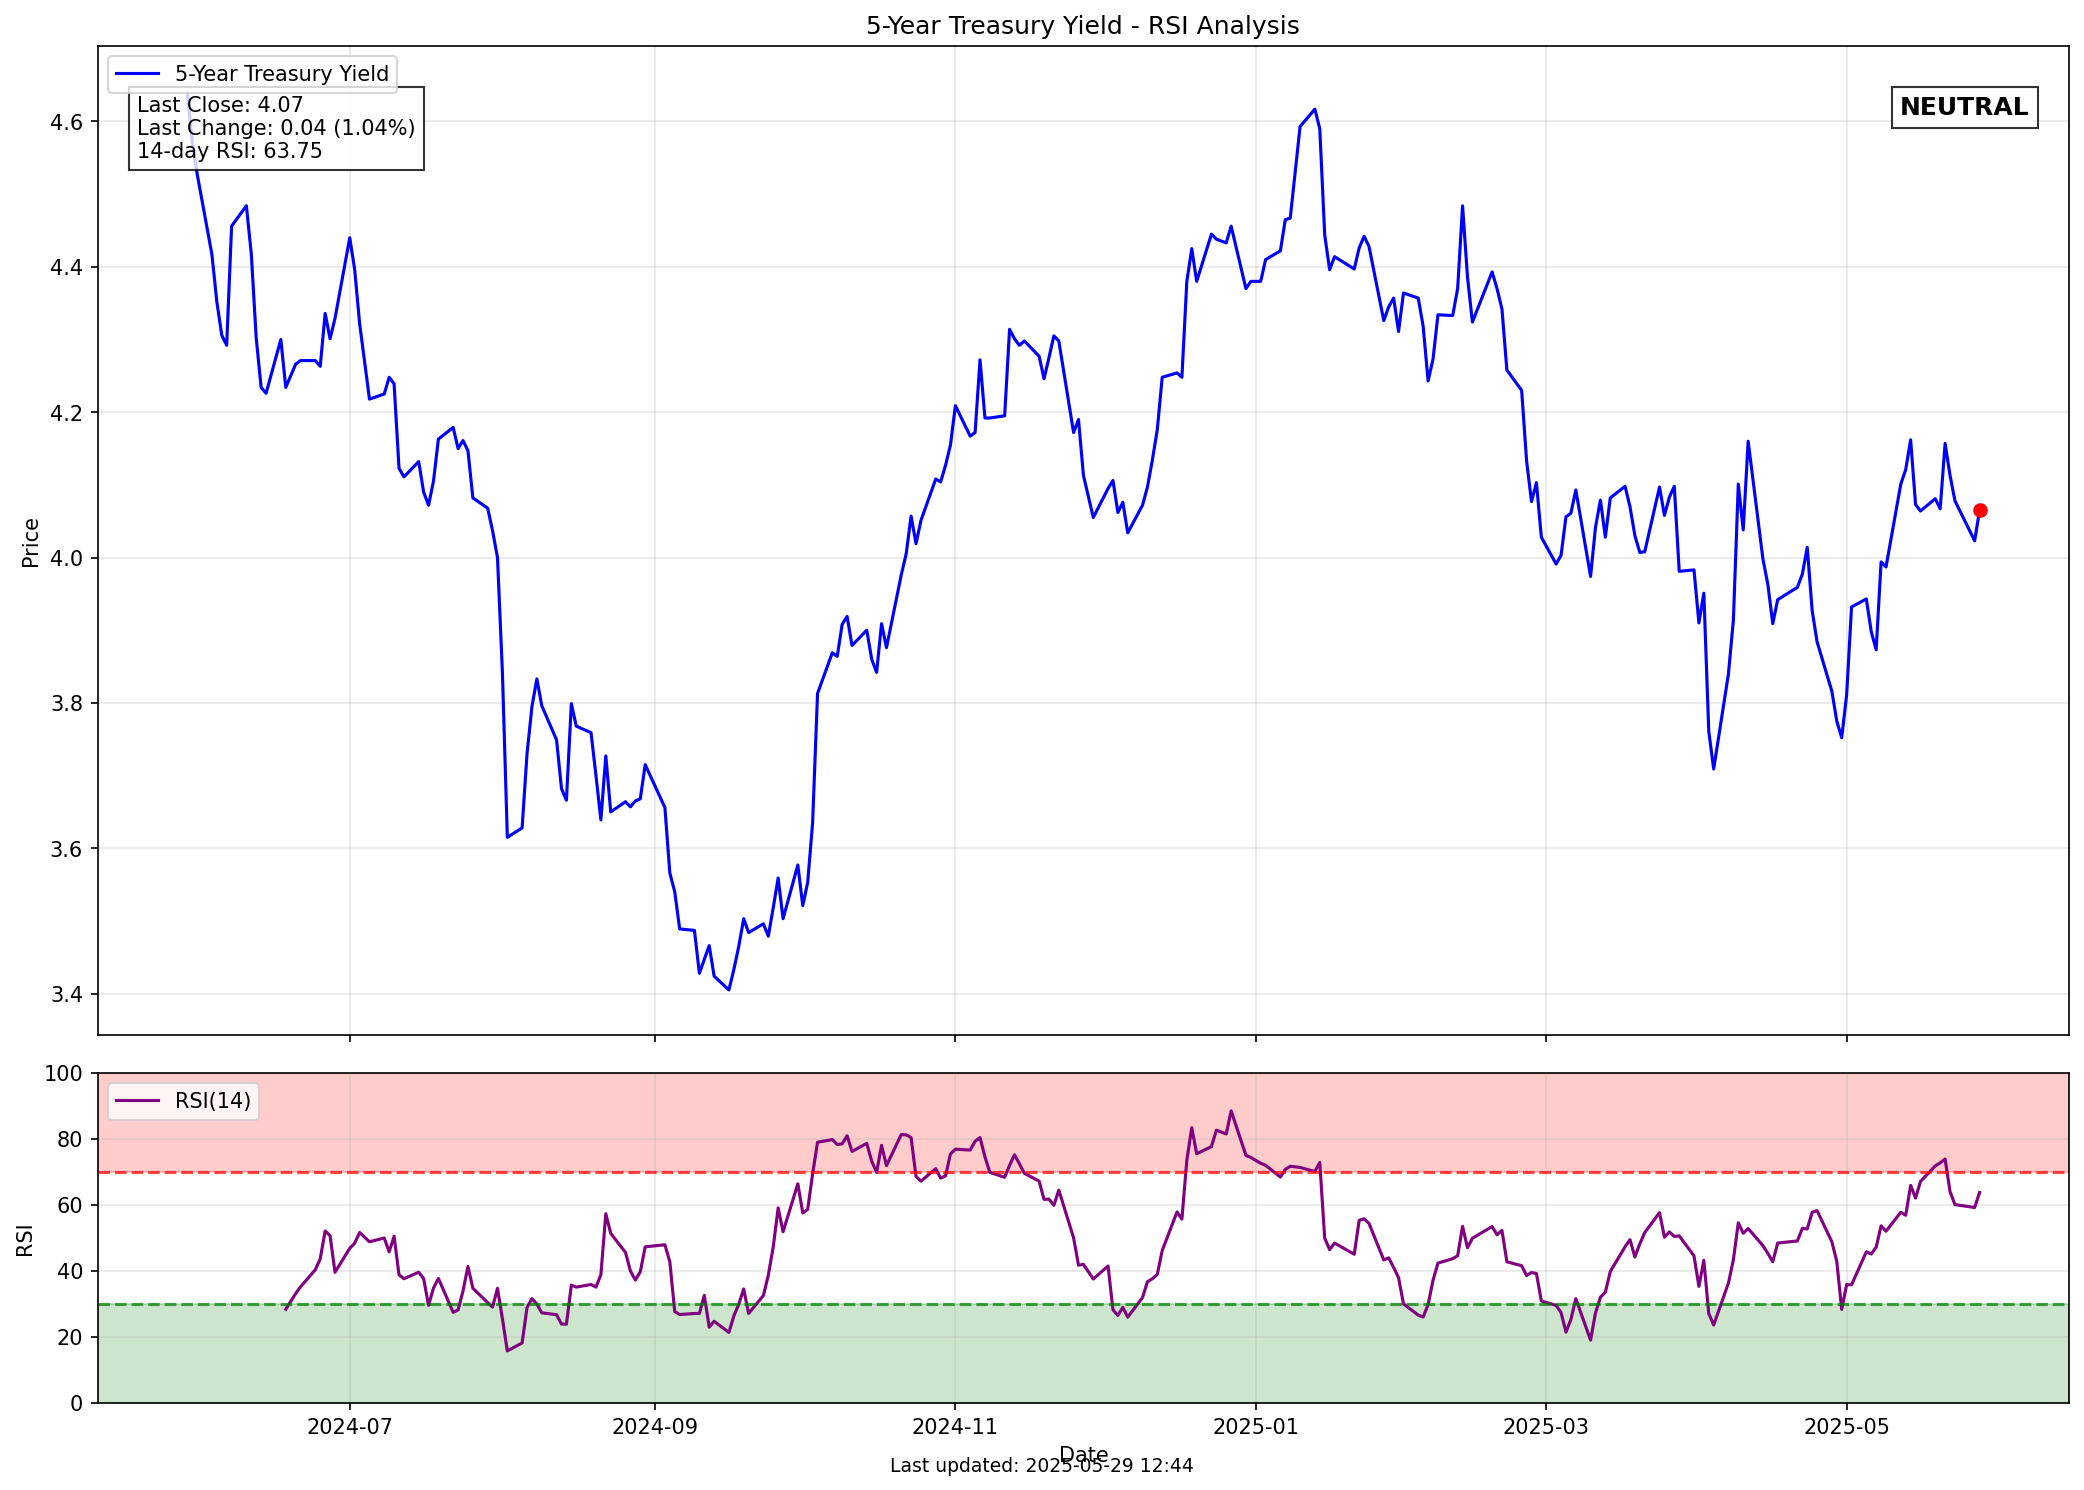 5-Year Treasury Yield - RSI Analysis
5-Year Treasury Yield
Last Close: 4.07
Last Change: 0.04 (1.04%)
14-day RSI: 63.75
NEUTRAL
Price
4.6
4.4
4.2
4.0
3.8
3.6
3.4
RSI(14)
RSI
100
80
60
40
20
0
2024-07
2024-09
2024-11
2025-01
2025-03
2025-05
Date
Last updated: 2025-05-29 12:44